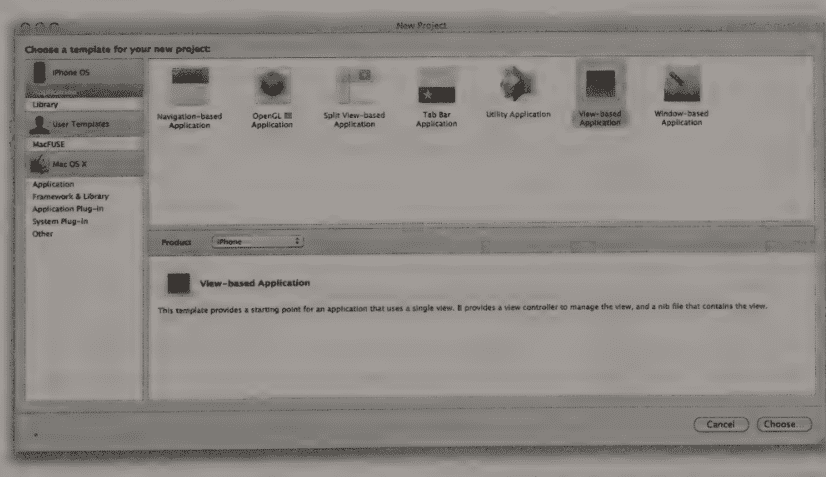 New Project
Choose a template for your new project:
iPhone OS
Library
User Templates
MacFUSE
Mac OS X
Application
Framework & Library
Application Plug-in
System Plug-in
Other
Navigation-based
Application
OpenGL ES
Application
Split View-based
Application
Tab Bar
Application
Utility Application
View-based
Application
Window-based
Application
Product
iPhone
View-based Application
This template provides a starting point for an application that uses a single view. It provides a view controller to manage the view, and a nib file that contains the view.
Cancel
Choose...